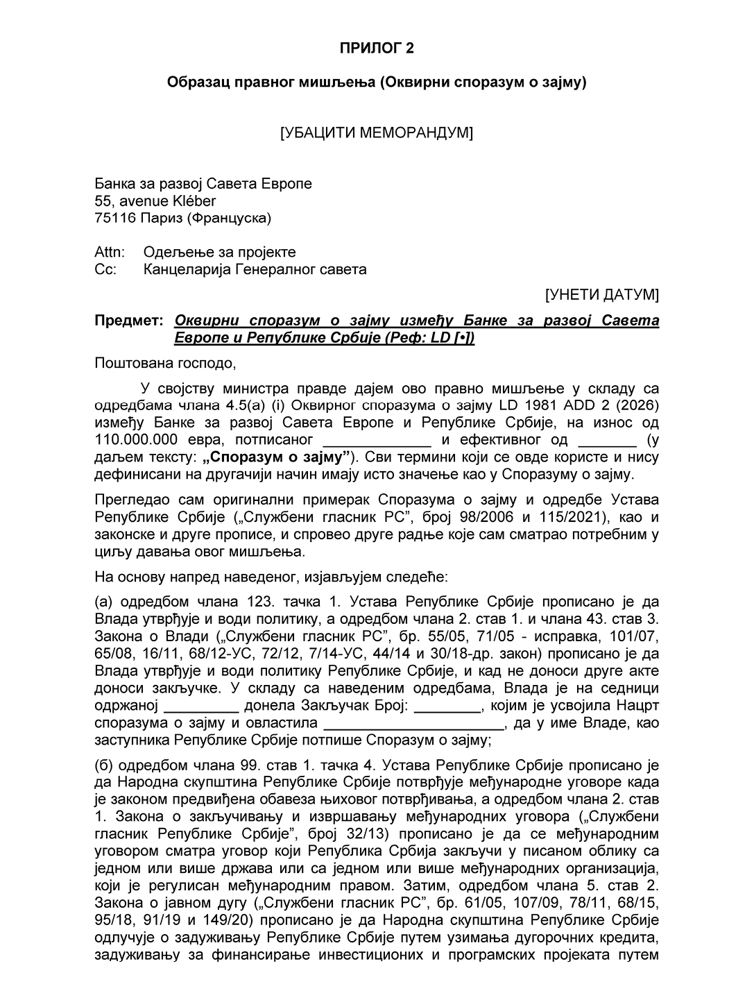 ПРИЛОГ 2
Образац правног мишљења (Оквирни споразум о зајму)
[УБАЦИТИ МЕМОРАНДУМ]
Банка за развој Савета Европе
55, avenue Kléber
75116 Париз (Француска)
Attn: Одељење за пројекте
Cc: Канцеларија Генералног савета
[УНЕТИ ДАТУМ]
Предмет: Оквирни споразум о зајму између Банке за развој Савета
Европе и Републике Србије (Реф: LD [•])
Поштована господо,
У својству министра правде дајем ово правно мишљење у складу са
одредбама члана 4.5(a) (i) Оквирног споразума о зајму LD 1981 ADD 2 (2026)
између Банке за развој Савета Европе и Републике Србије, на износ од
110.000.000 евра, потписаног _____________ и ефективног од _______ (у
даљем тексту: „Споразум о зајму”). Сви термини који се овде користе и нису
дефинисани на другачији начин имају исто значење као у Споразуму о зајму.
Прегледао сам оригинални примерак Споразума о зајму и одредбе Устава
Републике Србије („Службени гласник РС”, број 98/2006 и 115/2021), као и
законске и друге прописе, и спровео друге радње које сам сматрао потребним у
циљу давања овог мишљења.
На основу напред наведеног, изјављујем следеће:
(а) одредбом члана 123. тачка 1. Устава Републике Србије прописано је да
Влада утврђује и води политику, а одредбом члана 2. став 1. и члана 43. став 3.
Закона о Влади („Службени гласник РС”, бр. 55/05, 71/05 - исправка, 101/07,
65/08, 16/11, 68/12-УС, 72/12, 7/14-УС, 44/14 и 30/18-др. закон) прописано је да
Влада утврђује и води политику Републике Србије, и кад не доноси друге акте
доноси закључке. У складу са наведеним одредбама, Влада је на седници
одржаној _________ донела Закључак Број: ________, којим је усвојила Нацрт
споразума о зајму и овластила ______________________, да у име Владе, као
заступника Републике Србије потпише Споразум о зајму;
(б) одредбом члана 99. став 1. тачка 4. Устава Републике Србије прописано је
да Народна скупштина Републике Србије потврђује међународне уговоре када
је законом предвиђена обавеза њиховог потврђивања, а одредбом члана 2. став
1. Закона о закључивању и извршавању међународних уговора („Службени
гласник Републике Србије”, број 32/13) прописано је да се међународним
уговором сматра уговор који Република Србија закључи у писаном облику са
једном или више држава или са једном или више међународних организација,
који је регулисан међународним правом. Затим, одредбом члана 5. став 2.
Закона о јавном дугу („Службени гласник РС”, бр. 61/05, 107/09, 78/11, 68/15,
95/18, 91/19 и 149/20) прописано је да Народна скупштина Републике Србије
одлучује о задуживању Републике Србије путем узимања дугорочних кредита,
задуживању за финансирање инвестиционих и програмских пројеката путем